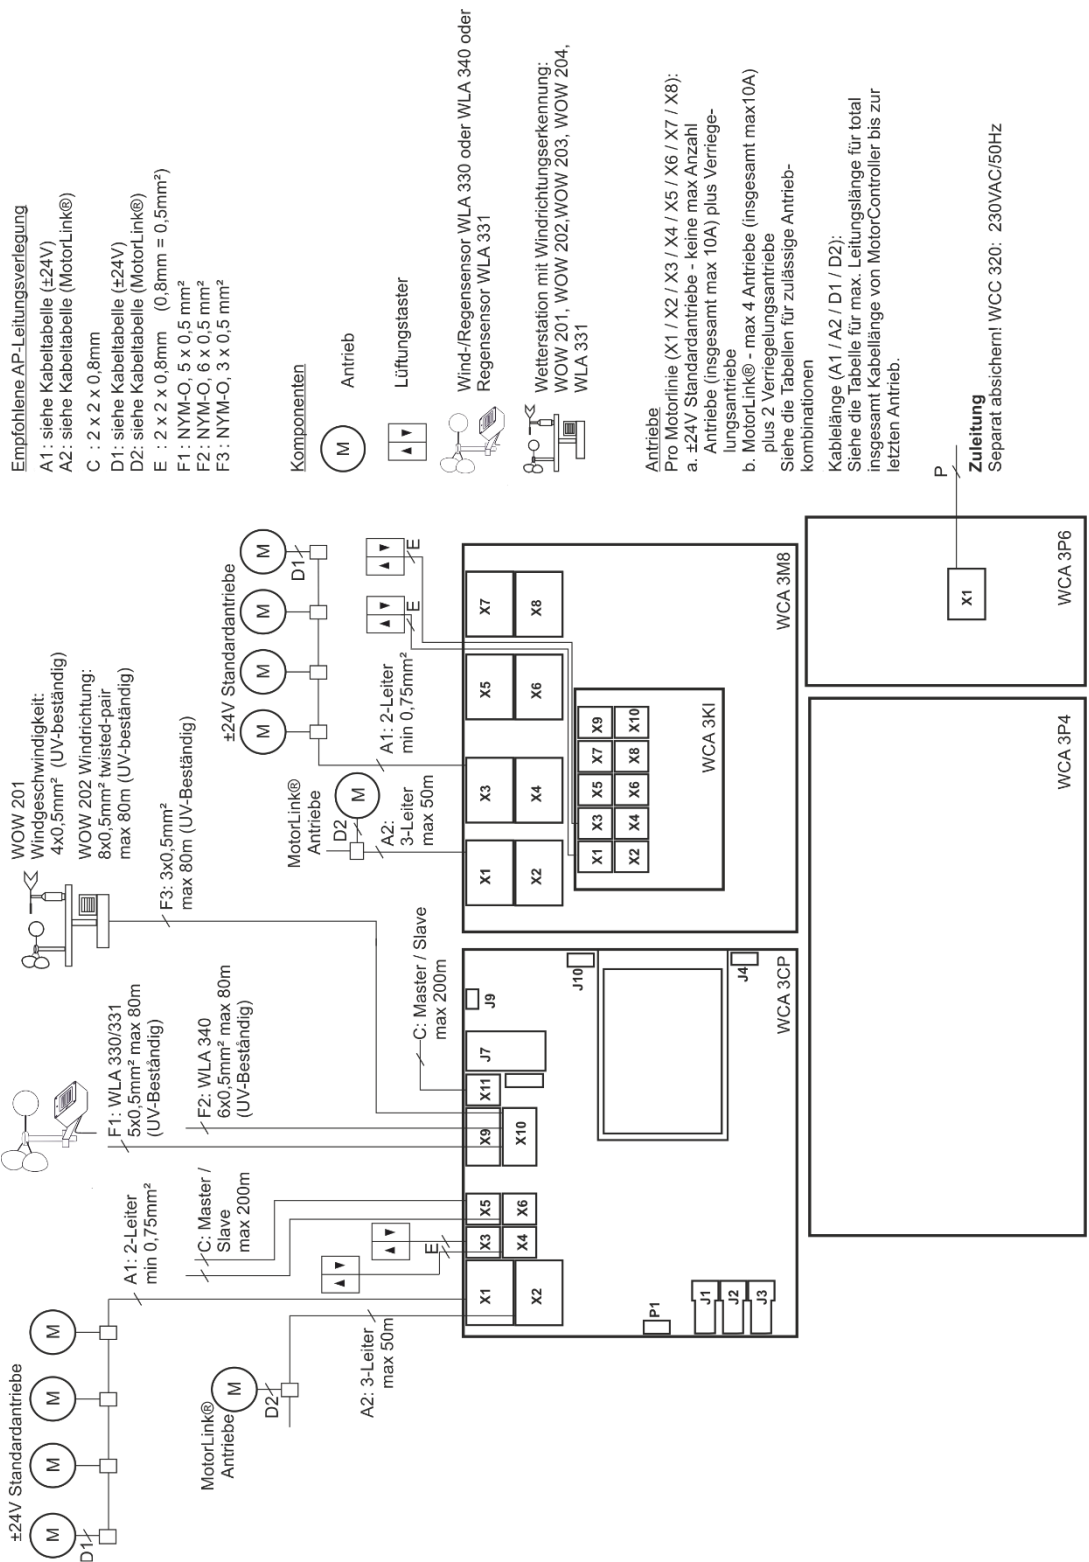 ±24V Standardantriebe
M
M
M
M
D1
A1: 2-Leiter
min 0,75mm²
MotorLink®
Antriebe
M
D2
A2: 3-Leiter
max 50m
C: Master /
Slave
max 200m
E
F1: WLA 330/331
5x0,5mm² max 80m
(UV-Beståndig)
F2: WLA 340
6x0,5mm² max 80m
(UV-Beståndig)
WOW 201
Windgeschwindigkeit:
4x0,5mm² (UV-beständig)
WOW 202 Windrichtung:
8x0,5mm² twisted-pair
max 80m (UV-beständig)
F3: 3x0,5mm²
max 80m (UV-Beständig)
C: Master / Slave
max 200m
X1
X2
X3
X4
X5
X6
X9
X10
X11
J7
J9
J10
J4
P1
J1
J2
J3
WCA 3CP
MotorLink®
Antriebe
M
D2
A2:
3-Leiter
max 50m
±24V Standardantriebe
M
M
M
M
D1
A1: 2-Leiter
min 0,75mm²
E
E
X1
X2
X3
X4
X5
X6
X7
X8
X1
X3
X5
X7
X9
X2
X4
X6
X8
X10
WCA 3KI
WCA 3M8
WCA 3P4
X1
WCA 3P6
P
Zuleitung
Separat absichern! WCC 320: 230VAC/50Hz
Empfohlene AP-Leitungsverlegung
A1: siehe Kabeltabelle (±24V)
A2: siehe Kabeltabelle (MotorLink®)
C : 2 x 2 x 0,8mm
D1: siehe Kabeltabelle (±24V)
D2: siehe Kabeltabelle (MotorLink®)
E : 2 x 2 x 0,8mm (0,8mm = 0,5mm²)
F1 : NYM-O, 5 x 0,5 mm²
F2 : NYM-O, 6 x 0,5 mm²
F3 : NYM-O, 3 x 0,5 mm²
Komponenten
M
Antrieb
Lüftungstaster
Wind-/Regensensor WLA 330 oder WLA 340 oder
Regensensor WLA 331
Wetterstation mit Windrichtungserkennung:
WOW 201, WOW 202,WOW 203, WOW 204,
WLA 331
Antriebe
Pro Motorlinie (X1 / X2 / X3 / X4 / X5 / X6 / X7 / X8):
a. ±24V Standardantriebe - keine max Anzahl
Antriebe (insgesamt max 10A) plus Verriege-
lungsantriebe
b. MotorLink® - max 4 Antriebe (insgesamt max10A)
plus 2 Verriegelungsantriebe
Siehe die Tabellen für zulässige Antrieb-
kombinationen
Kabellänge (A1 / A2 / D1 / D2):
Siehe die Tabelle für max. Leitungslänge für total
insgesamt Kabellänge von MotorController bis zur
letzten Antrieb.